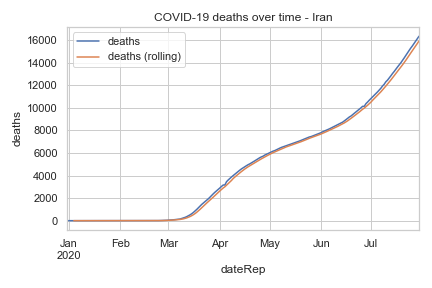 COVID-19 deaths over time - Iran
deaths
deaths (rolling)
16000
14000
12000
10000
8000
6000
4000
2000
0
deaths
Jan Feb Mar Apr May Jun Jul
2020
dateRep